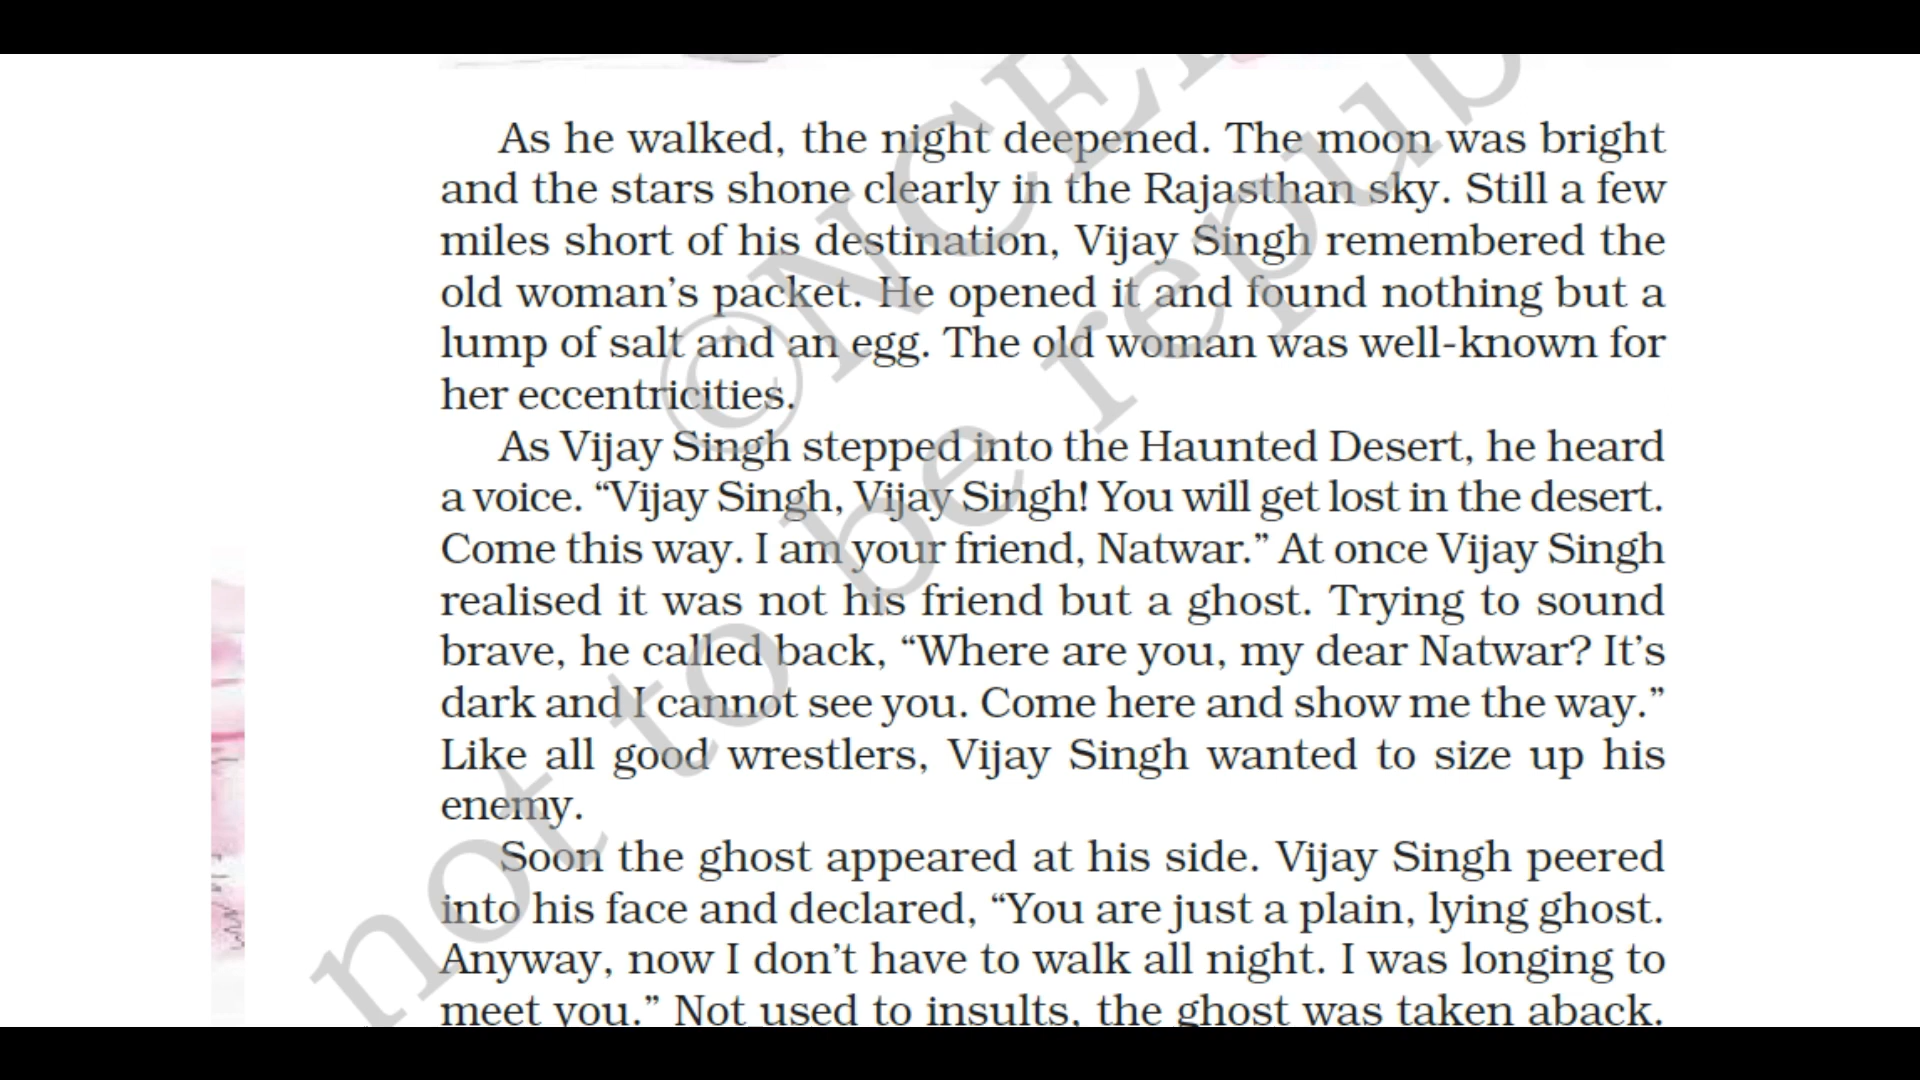 As he walked, the night deepened. The moon was bright
and the stars shone clearly in the Rajasthan sky. Still a few
miles short of his destination, Vijay Singh remembered the
old woman’s packet. He opened it and found nothing but a
lump of salt and an egg. The old woman was well-known for
her eccentricities.
As Vijay Singh stepped into the Haunted Desert, he heard
a voice. “Vijay Singh, Vijay Singh! You will get lost in the desert.
Come this way. I am your friend, Natwar.” At once Vijay Singh
realised it was not his friend but a ghost. Trying to sound
brave, he called back, “Where are you, my dear Natwar? It’s
dark and I cannot see you. Come here and show me the way.”
Like all good wrestlers, Vijay Singh wanted to size up his
enemy.
Soon the ghost appeared at his side. Vijay Singh peered
into his face and declared, “You are just a plain, lying ghost.
Anyway, now I don’t have to walk all night. I was longing to
meet you.” Not used to insults, the ghost was taken aback.
©NCE
not to be repub